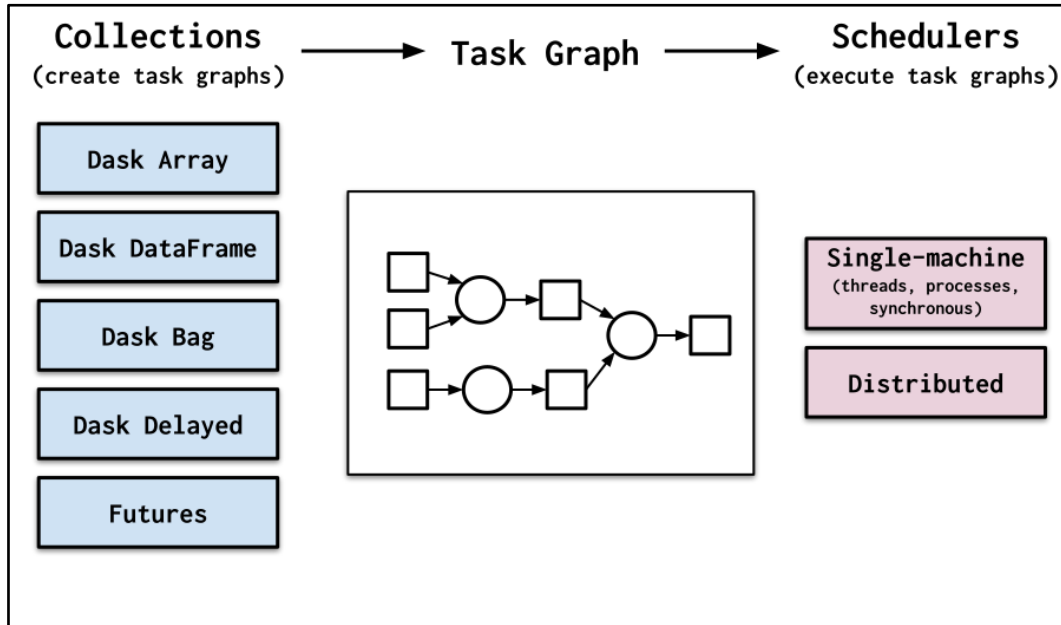 Collections
(create task graphs)
Task Graph
Schedulers
(execute task graphs)
Dask Array
Dask DataFrame
Dask Bag
Dask Delayed
Futures
Single-machine
(threads, processes,
synchronous)
Distributed